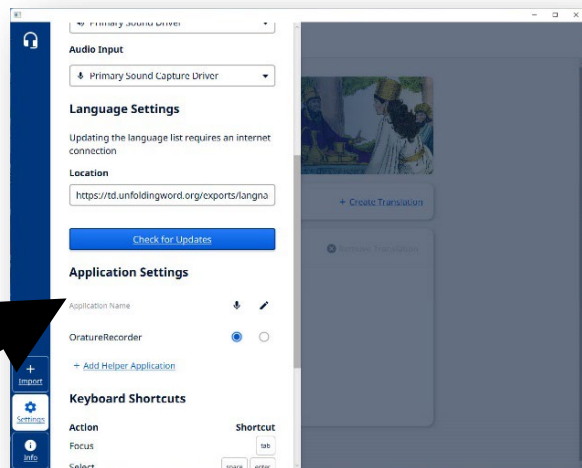 Primary Sound Driver
Audio Input
Primary Sound Capture Driver
Language Settings
Updating the language list requires an internet
connection
Location
https://td.unfoldingword.org/exports/langna
+ Create Translation
Check for Updates
Application Settings
Application Name
OratureRecorder
+ Add Helper Application
+
Import
Keyboard Shortcuts
Settings
Action Shortcut
Focus tab
Info
Select space enter